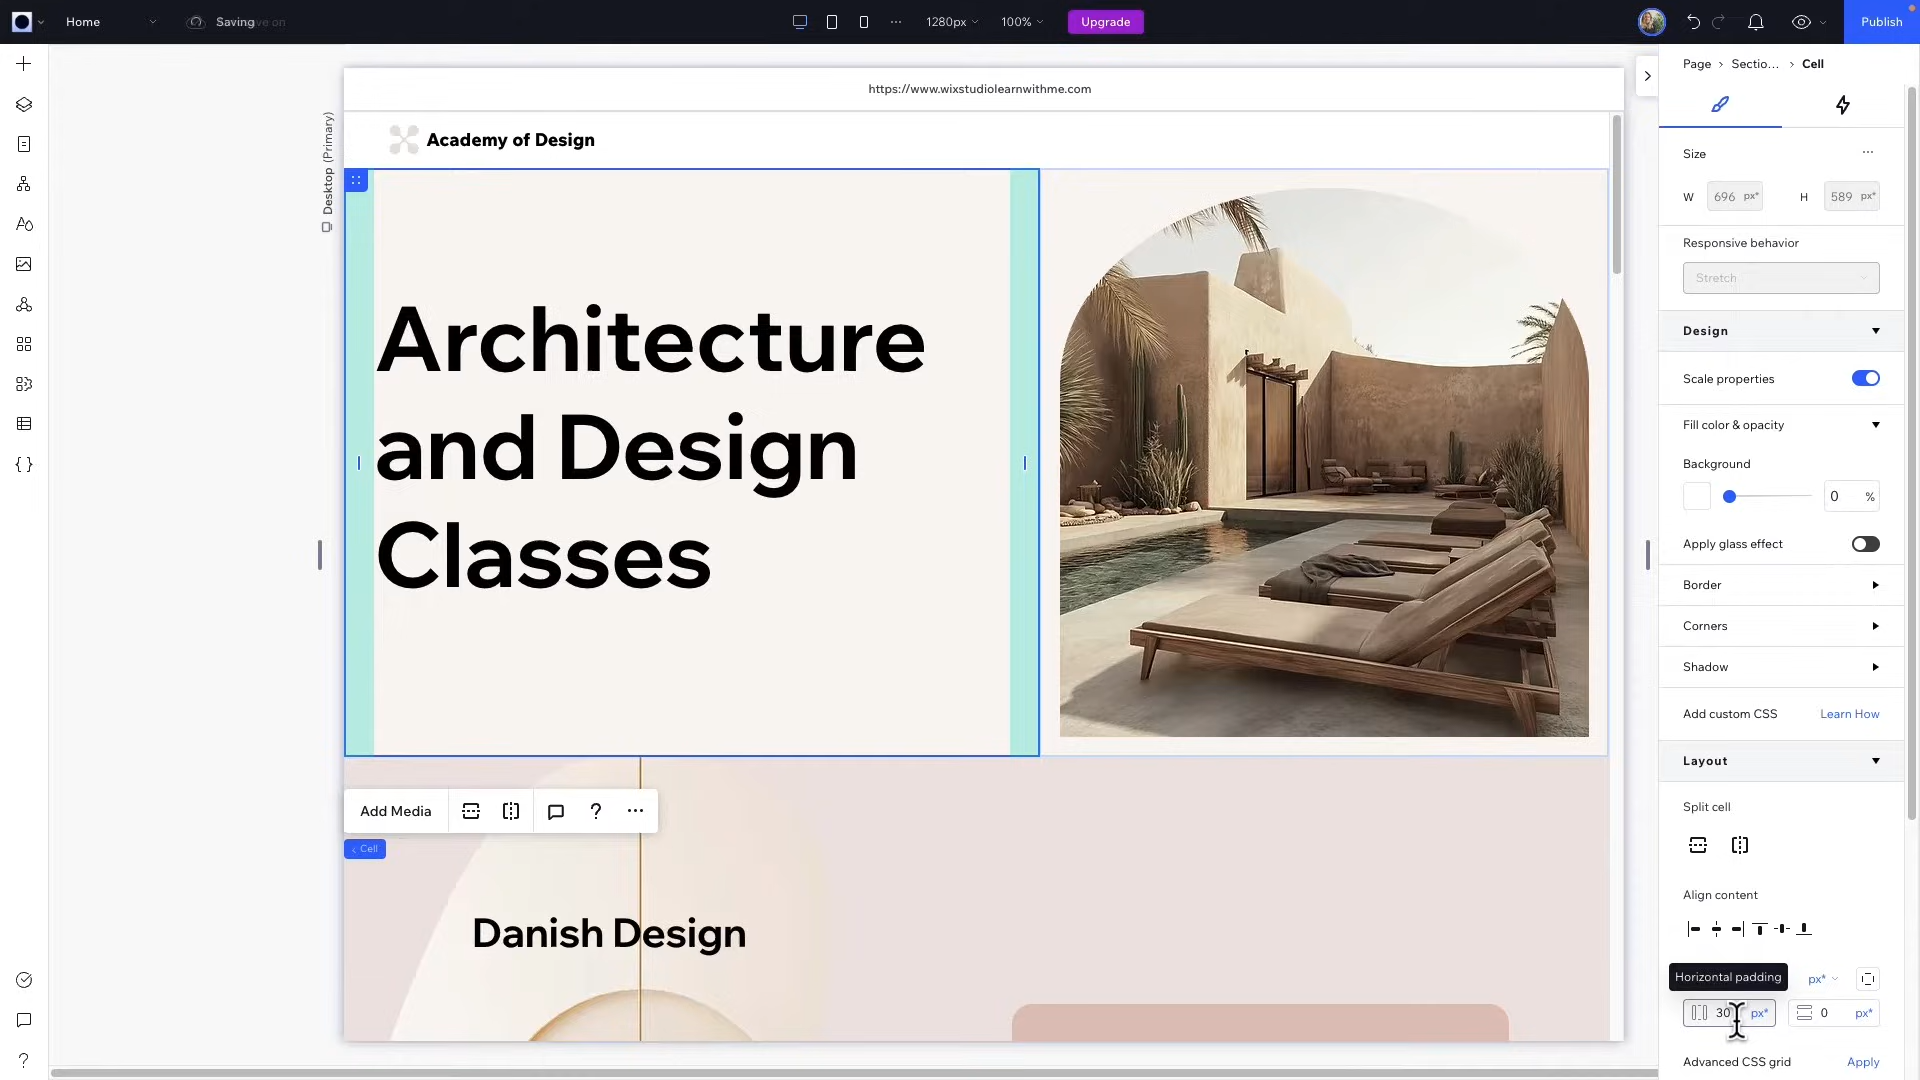 Home
Saving
1280px
100%
Upgrade
Publish
Page > Sectio... > Cell
https://www.wixstudiolearnwithme.com
Desktop (Primary)
Academy of Design
Architecture
and Design
Classes
Add Media
?
< Cell
Danish Design
Size
W 696 px* H 589 px*
Responsive behavior
Stretch
Design
Scale properties
Fill color & opacity
Background
0 %
Apply glass effect
Border
Corners
Shadow
Add custom CSS Learn How
Layout
Split cell
Align content
Horizontal padding
px*
30 px* 0 px*
Advanced CSS grid Apply